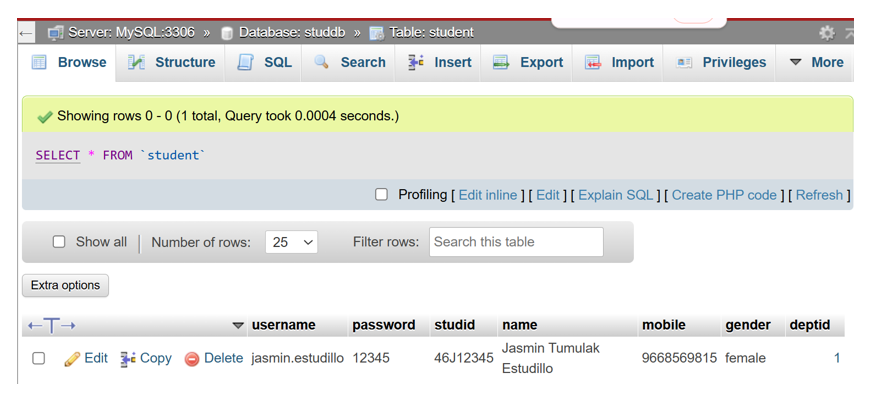 ← Server: MySQL:3306 » Database: studdb » Table: student
Browse Structure SQL Search Insert Export Import Privileges More
Showing rows 0 - 0 (1 total, Query took 0.0004 seconds.)
SELECT * FROM `student`
Profiling [ Edit inline ] [ Edit ] [ Explain SQL ] [ Create PHP code ] [ Refresh ]
Show all Number of rows: 25 Filter rows: Search this table
Extra options
←T→ username password studid name mobile gender deptid
Edit Copy Delete jasmin.estudillo 12345 46J12345 Jasmin Tumulak 9668569815 female 1
Estudillo